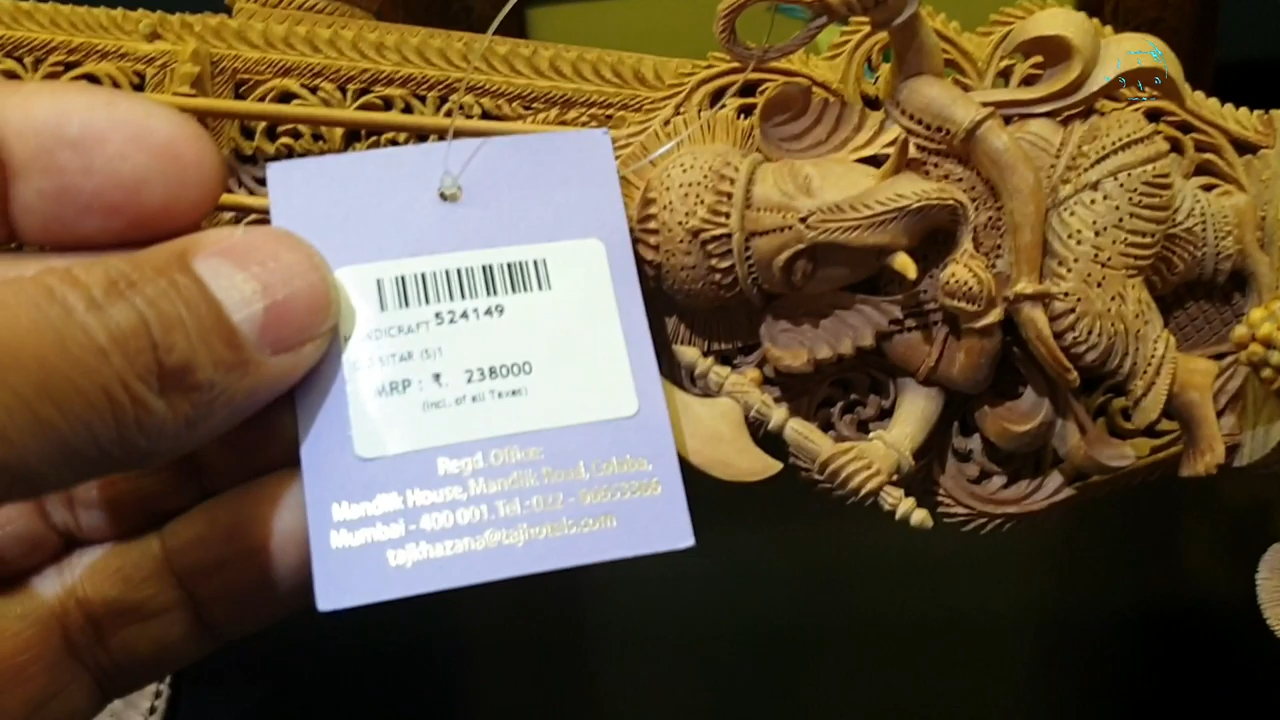 524149
SITAR (S)1
MRP : ₹. 238000
(Incl. of all Taxes)
Regd. Office:
Mandlik House, Mandlik Road, Colaba,
Mumbai - 400 001. Tel.: 022 -
tajkhazana@tajhotels.com